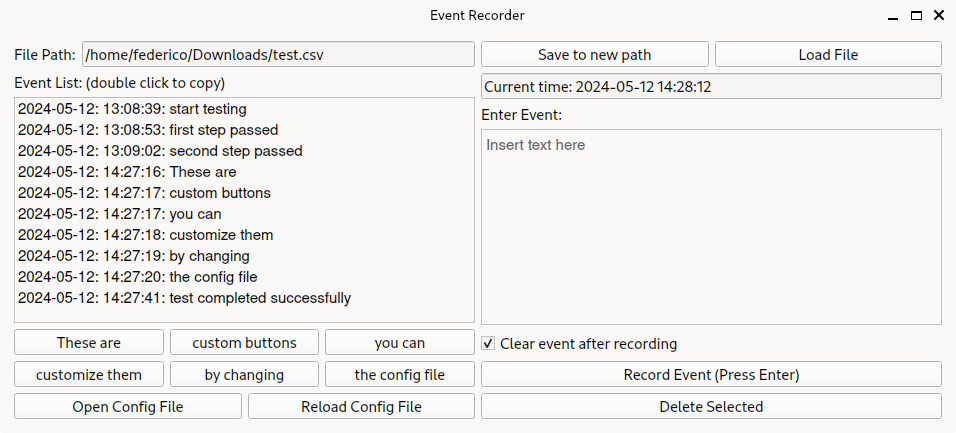 Event Recorder
File Path: /home/federico/Downloads/test.csv
Save to new path
Load File
Event List: (double click to copy)
Current time: 2024-05-12 14:28:12
2024-05-12: 13:08:39: start testing
2024-05-12: 13:08:53: first step passed
2024-05-12: 13:09:02: second step passed
2024-05-12: 14:27:16: These are
2024-05-12: 14:27:17: custom buttons
2024-05-12: 14:27:17: you can
2024-05-12: 14:27:18: customize them
2024-05-12: 14:27:19: by changing
2024-05-12: 14:27:20: the config file
2024-05-12: 14:27:41: test completed successfully
Enter Event:
Insert text here
These are
custom buttons
you can
Clear event after recording
customize them
by changing
the config file
Record Event (Press Enter)
Open Config File
Reload Config File
Delete Selected